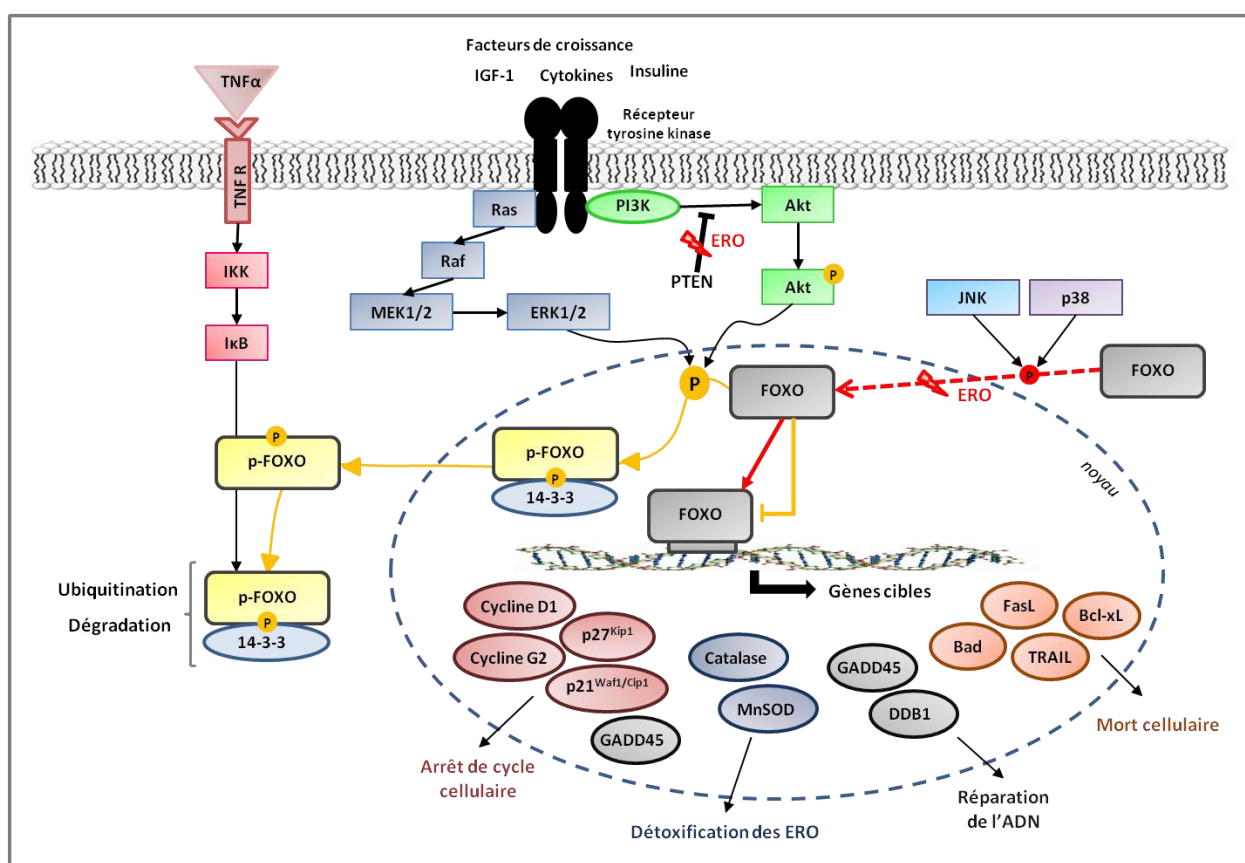 Facteurs de croissance
IGF-1
Cytokines
Insuline
TNFα
Récepteur
tyrosine kinase
TNF R
Ras
PI3K
Akt
ERO
Raf
PTEN
IKK
Akt
P
MEK1/2
ERK1/2
JNK
p38
IκB
P
FOXO
ERO
P
FOXO
P
p-FOXO
p-FOXO
P
14-3-3
noyau
FOXO
Ubiquitination
Dégradation
p-FOXO
P
14-3-3
Gènes cibles
Cycline D1
p27Kip1
Cycline G2
p21Waf1/Cip1
GADD45
Catalase
MnSOD
GADD45
DDB1
FasL
Bcl-xL
Bad
TRAIL
Arrêt de cycle
cellulaire
Détoxification des ERO
Réparation
de l'ADN
Mort cellulaire